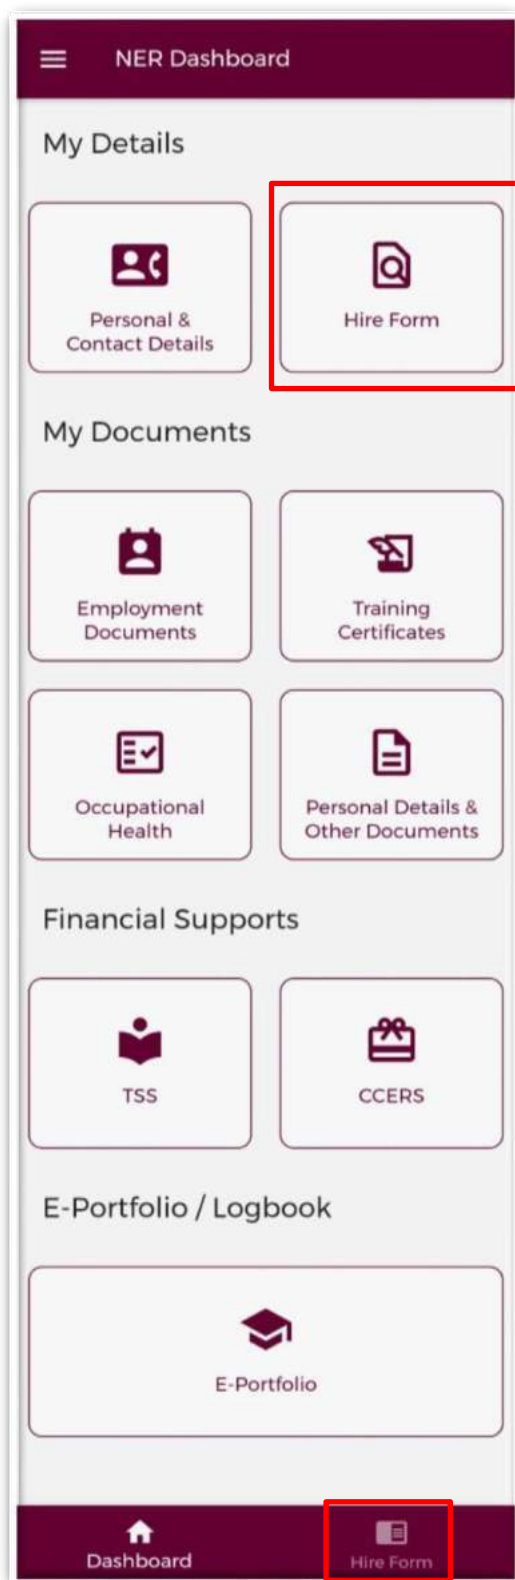 NER Dashboard
My Details
Personal &
Contact Details
Hire Form
My Documents
Employment
Documents
Training
Certificates
Occupational
Health
Personal Details &
Other Documents
Financial Supports
TSS
CCERS
E-Portfolio / Logbook
E-Portfolio
Dashboard
Hire Form